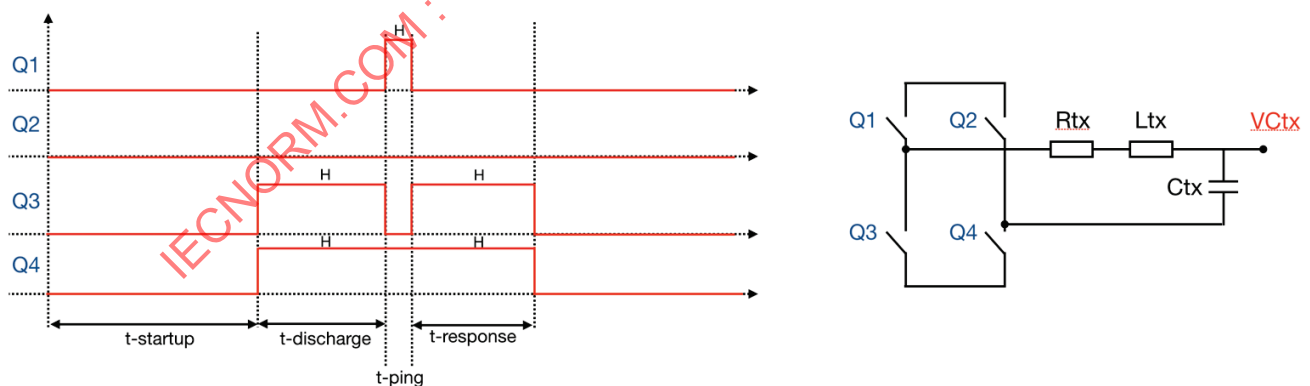 H
Q1
Q2
H H
Q3
H H
Q4
t-startup
t-discharge
t-response
t-ping
IECNORM.COM :
Q1 Q2 Rtx Ltx VCtx
Ctx
Q3 Q4